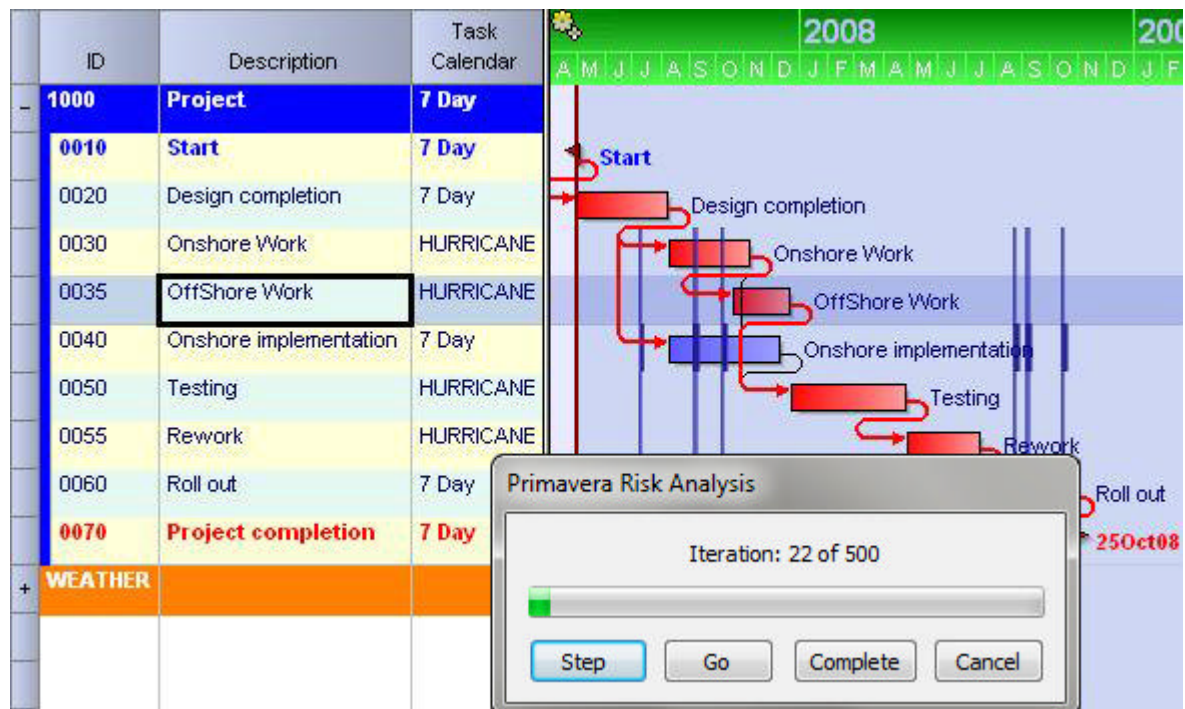 ID Description Task Calendar 2008 200
A M J J A S O N D J F M A M J J A S O N D J F
1000 Project 7 Day
0010 Start 7 Day Start
0020 Design completion 7 Day Design completion
0030 Onshore Work HURRICANE Onshore Work
0035 OffShore Work HURRICANE OffShore Work
0040 Onshore implementation 7 Day Onshore implementation
0050 Testing HURRICANE Testing
0055 Rework HURRICANE Rework
0060 Roll out 7 Day Roll out
0070 Project completion 7 Day 25Oct08
WEATHER
Primavera Risk Analysis
Iteration: 22 of 500
Step Go Complete Cancel